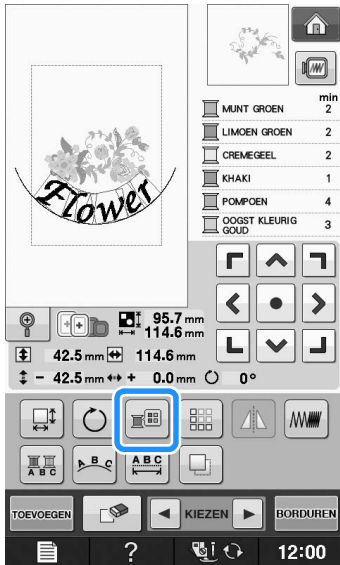 min
MUNT GROEN 2
LIMOEN GROEN 2
CREMEGEEL 2
KHAKI 1
POMPOEN 4
OOGST KLEURIG
GOUD 3
Flower
95.7 mm
114.6 mm
42.5 mm 114.6 mm
- 42.5 mm + 0.0 mm 0°
ABC
ABC
ABC
TOEVOEGEN KIEZEN BORDUREN
? 12:00